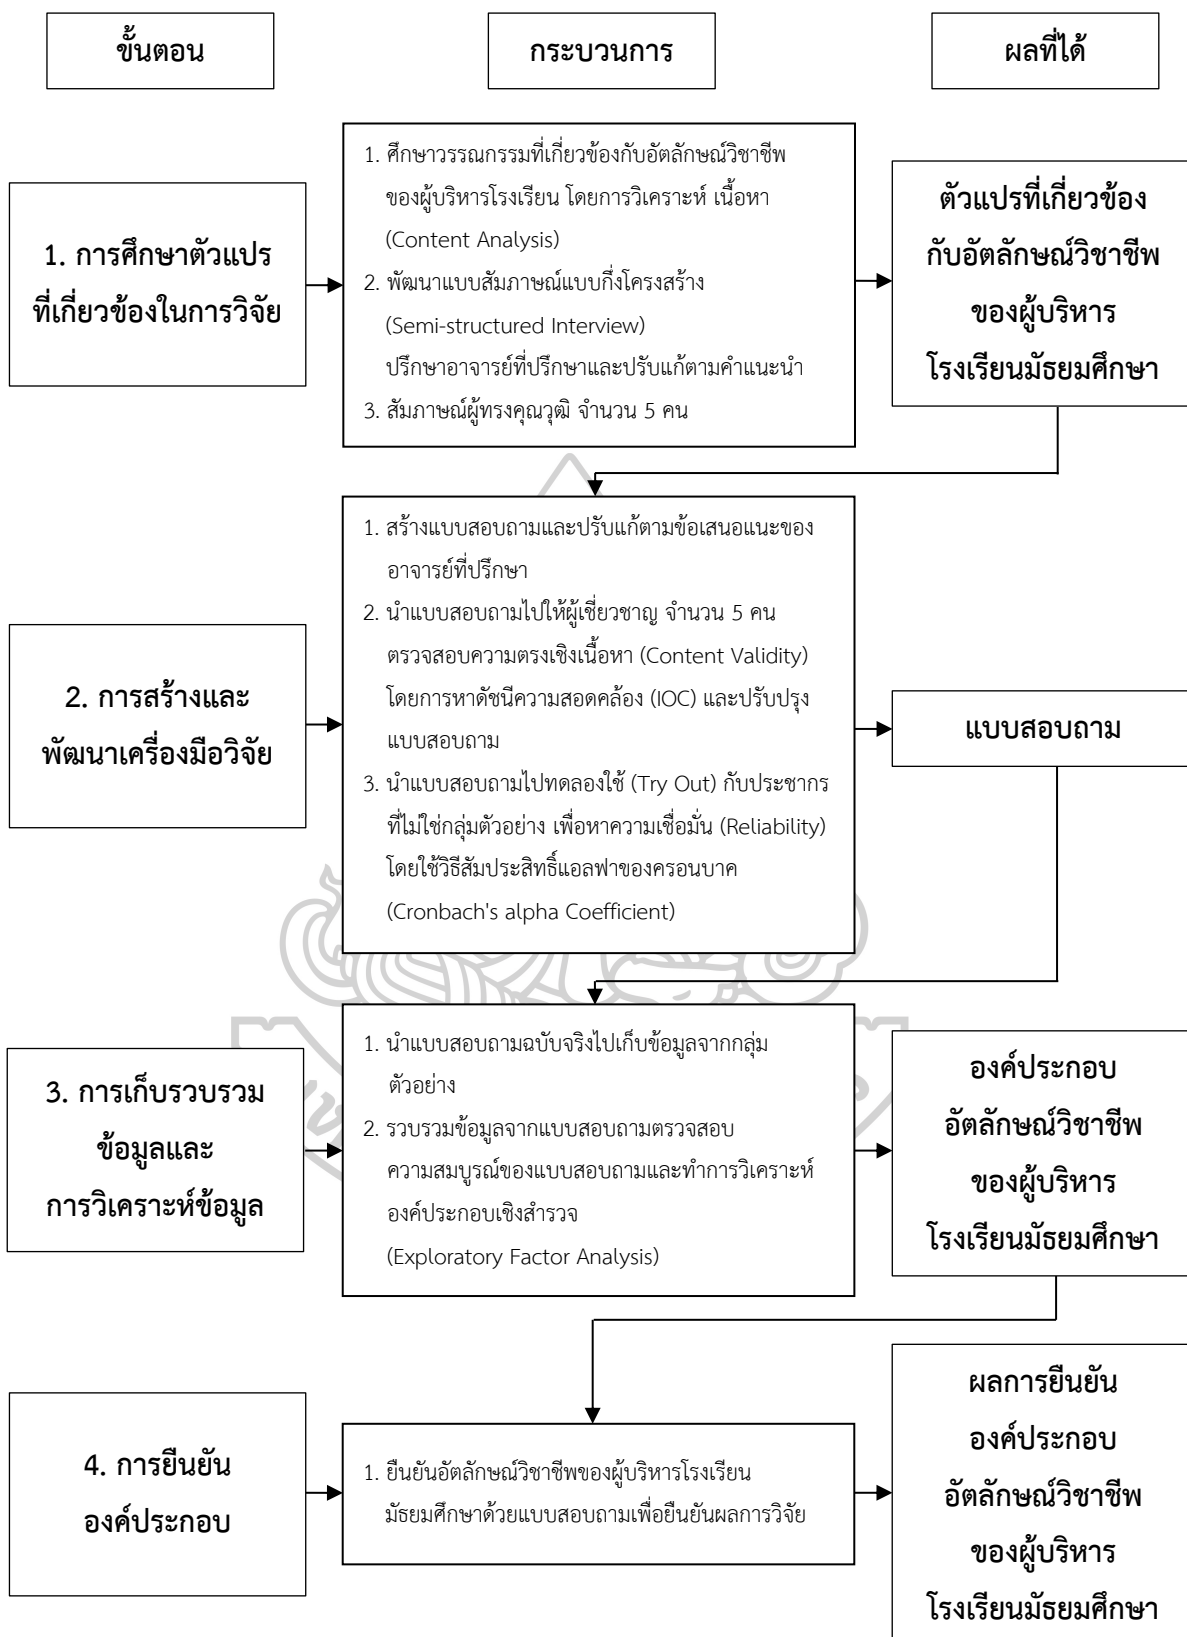 ขั้นตอน
กระบวนการ
ผลที่ได้
1. การศึกษาตัวแปร
ที่เกี่ยวข้องในการวิจัย
1. ศึกษาวรรณกรรมที่เกี่ยวข้องกับอัตลักษณ์วิชาชีพ
ของผู้บริหารโรงเรียน โดยการวิเคราะห์ เนื้อหา
(Content Analysis)
2. พัฒนาแบบสัมภาษณ์แบบกึ่งโครงสร้าง
(Semi-structured Interview)
ปรึกษาอาจารย์ที่ปรึกษาและปรับแก้ตามคำแนะนำ
3. สัมภาษณ์ผู้ทรงคุณวุฒิ จำนวน 5 คน
ตัวแปรที่เกี่ยวข้อง
กับอัตลักษณ์วิชาชีพ
ของผู้บริหาร
โรงเรียนมัธยมศึกษา
2. การสร้างและ
พัฒนาเครื่องมือวิจัย
1. สร้างแบบสอบถามและปรับแก้ตามข้อเสนอแนะของ
อาจารย์ที่ปรึกษา
2. นำแบบสอบถามไปให้ผู้เชี่ยวชาญ จำนวน 5 คน
ตรวจสอบความตรงเชิงเนื้อหา (Content Validity)
โดยการหาดัชนีความสอดคล้อง (IOC) และปรับปรุง
แบบสอบถาม
3. นำแบบสอบถามไปทดลองใช้ (Try Out) กับประชากร
ที่ไม่ใช่กลุ่มตัวอย่าง เพื่อหาความเชื่อมั่น (Reliability)
โดยใช้วิธีสัมประสิทธิ์แอลฟาของครอนบาค
(Cronbach's alpha Coefficient)
แบบสอบถาม
3. การเก็บรวบรวม
ข้อมูลและ
การวิเคราะห์ข้อมูล
1. นำแบบสอบถามฉบับจริงไปเก็บข้อมูลจากกลุ่ม
ตัวอย่าง
2. รวบรวมข้อมูลจากแบบสอบถามตรวจสอบ
ความสมบูรณ์ของแบบสอบถามและทำการวิเคราะห์
องค์ประกอบเชิงสำรวจ
(Exploratory Factor Analysis)
องค์ประกอบ
อัตลักษณ์วิชาชีพ
ของผู้บริหาร
โรงเรียนมัธยมศึกษา
4. การยืนยัน
องค์ประกอบ
1. ยืนยันอัตลักษณ์วิชาชีพของผู้บริหารโรงเรียน
มัธยมศึกษาด้วยแบบสอบถามเพื่อยืนยันผลการวิจัย
ผลการยืนยัน
องค์ประกอบ
อัตลักษณ์วิชาชีพ
ของผู้บริหาร
โรงเรียนมัธยมศึกษา